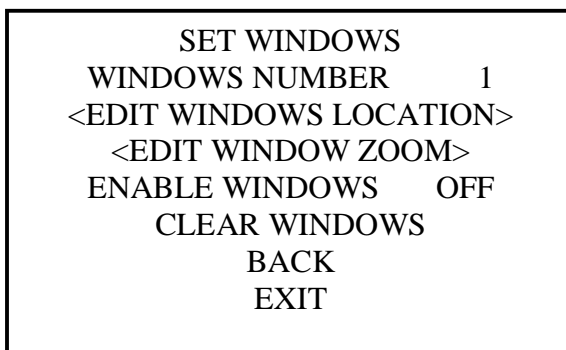 SET WINDOWS
WINDOWS NUMBER 1
<EDIT WINDOWS LOCATION>
<EDIT WINDOW ZOOM>
ENABLE WINDOWS OFF
CLEAR WINDOWS
BACK
EXIT